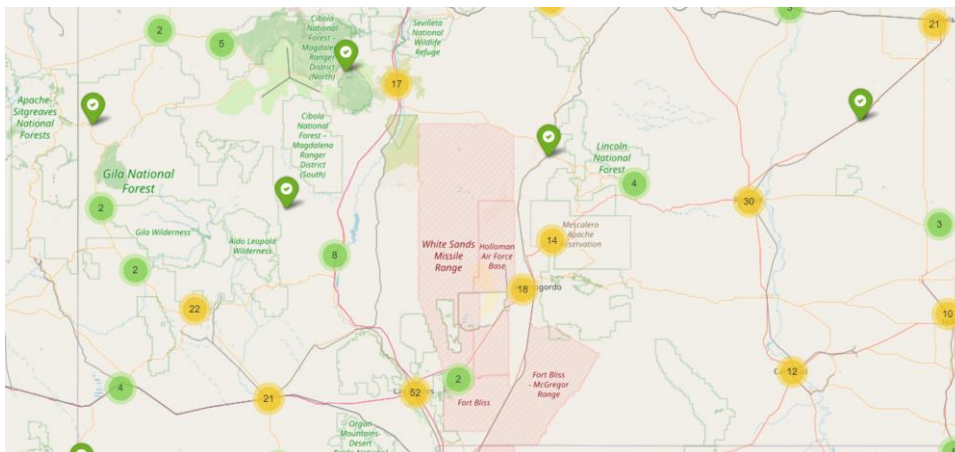 2
5
Cibola
National
Forest –
Magdalena
Ranger
District
(North)
Sevilleta
National
Wildlife
Refuge
3
21
17
Apache-
Sitgreaves
National
Forests
Cibola
National
Forest –
Magdalena
Ranger
District
(South)
Lincoln
National
Forest
Gila National
Forest
4
2
30
Gila Wilderness
Aldo Leopold
Wilderness
Mescalero
Apache
Reservation
3
14
White Sands
Missile
Range
Holloman
Air Force
Base
8
2
18
22
10
Fort Bliss
- McGregor
Range
12
2
4
21
52
Fort Bliss
Organ
Mountains-
Desert